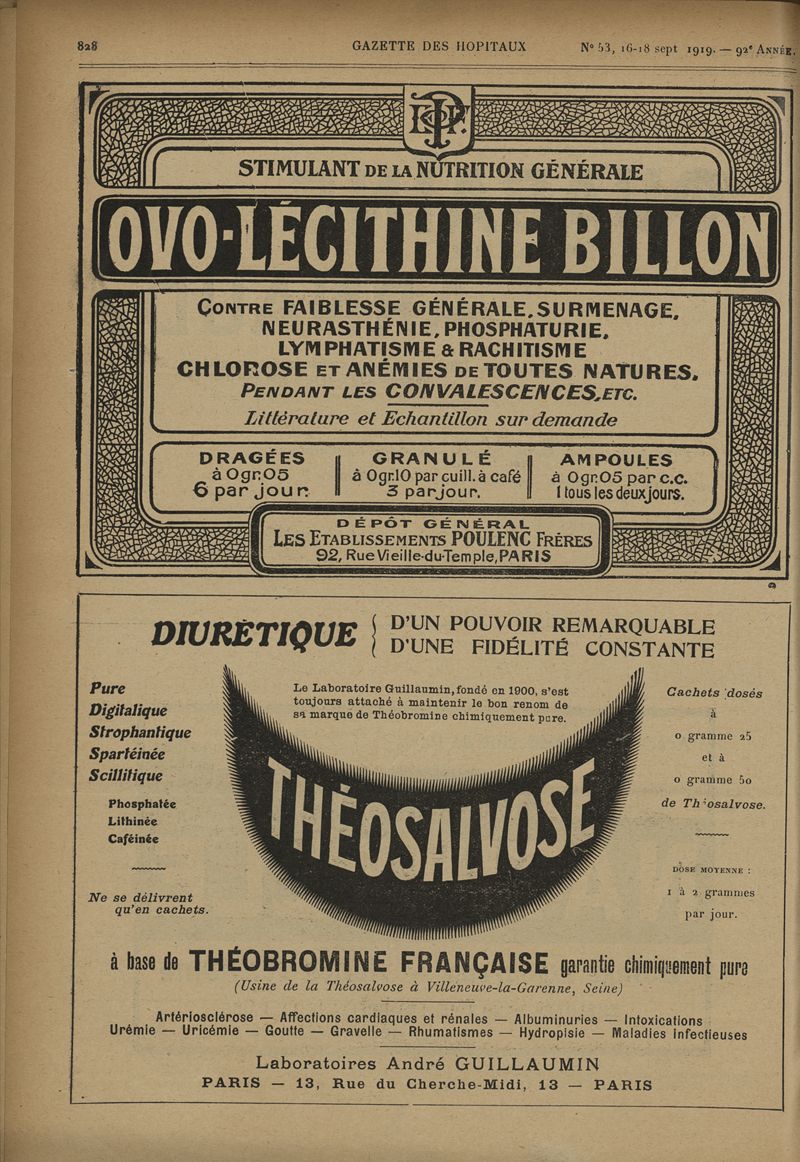 828 GAZETTE DES HOPITAUX N° 53, 16-18 sept 1919. — 92e ANNÉE.
STIMULANT DE LA NUTRITION GÉNÉRALE
OVO-LÉCITHINE BILLON
CONTRE FAIBLESSE GÉNÉRALE, SURMENAGE,
NEURASTHÉNIE, PHOSPHATURIE,
LYMPHATISME & RACHITISME
CHLOROSE ET ANÉMIES DE TOUTES NATURES,
PENDANT LES CONVALESCENCES, ETC.
Littérature et Echantillon sur demande
DRAGÉES
à 0gr.05
6 par jour.
GRANULÉ
à 0gr.10 par cuill. à café
3 par jour.
AMPOULES
à 0gr.05 par c.c.
1 tous les deux jours.
DÉPÔT GÉNÉRAL
LES ETABLISSEMENTS POULENC FRÈRES
92, Rue Vieille-du-Temple, PARIS
DIURÉTIQUE
D'UN POUVOIR REMARQUABLE
D'UNE FIDÉLITÉ CONSTANTE
Pure
Digitalique
Strophantique
Spartéinée
Scillitique
Phosphatée
Lithinée
Caféinée
Ne se délivrent
qu'en cachets.
Le Laboratoire Guillaumin, fondé en 1900, s'est
toujours attaché à maintenir le bon renom de
sa marque de Théobromine chimiquement pure.
THÉOSALVOSE
Cachets dosés
à
0 gramme 25
et à
0 gramme 50
de Théosalvose.
DOSE MOYENNE :
1 à 2 grammes
par jour.
à base de THÉOBROMINE FRANÇAISE garantie chimiquement pure
(Usine de la Théosalvose à Villeneuve-la-Garenne, Seine)
Artériosclérose — Affections cardiaques et rénales — Albuminuries — Intoxications
Urémie — Uricémie — Goutte — Gravelle — Rhumatismes — Hydropisie — Maladies infectieuses
Laboratoires André GUILLAUMIN
PARIS — 13, Rue du Cherche-Midi, 13 — PARIS